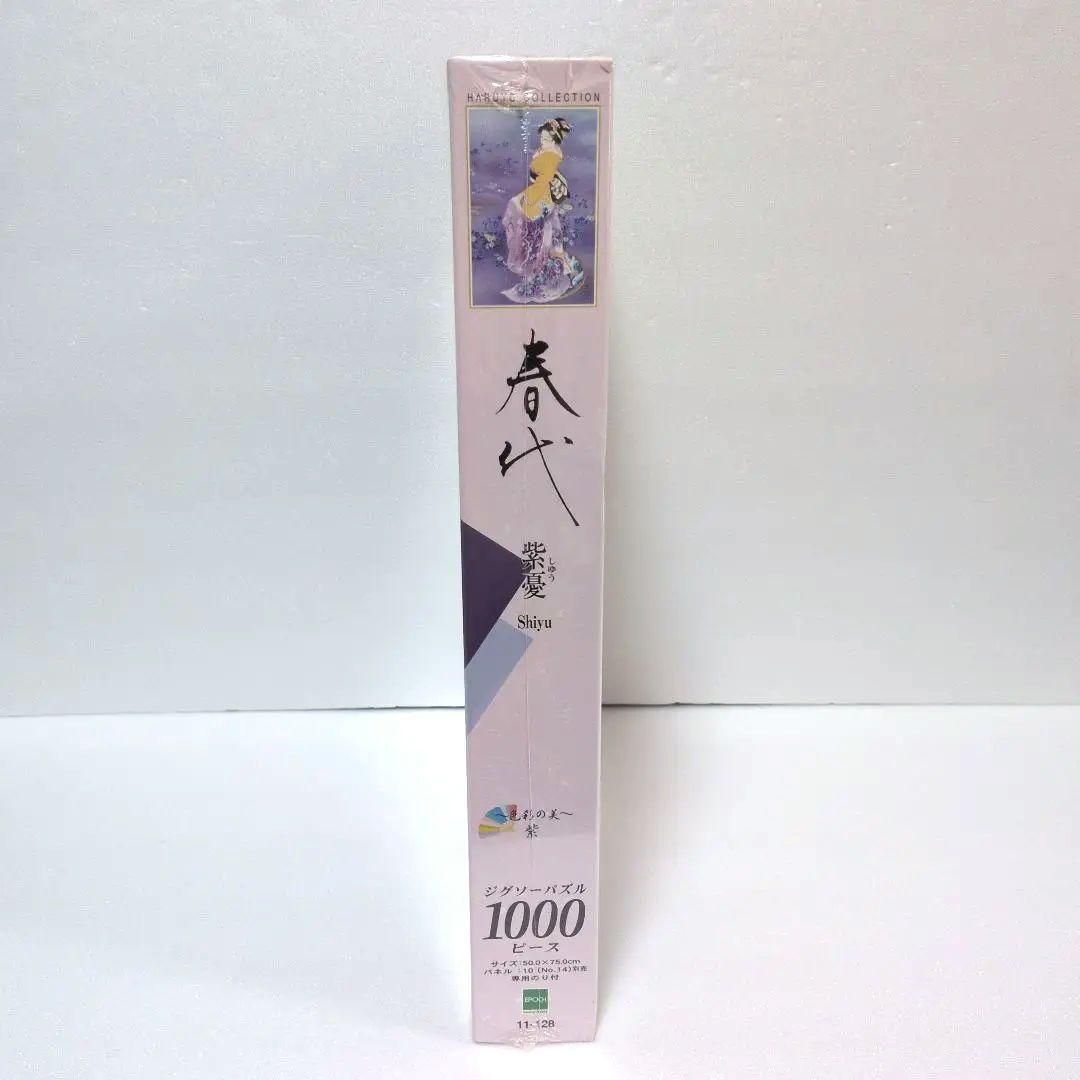 HARUYO COLLECTION
春代
紫憂
しゆう
Shiyu
～色彩の美～
紫
ジグソーパズル
1000
ピース
サイズ:50.0×75.0cm
パネル:10 (No.14)別売
専用のり付
EPOCH
11-128